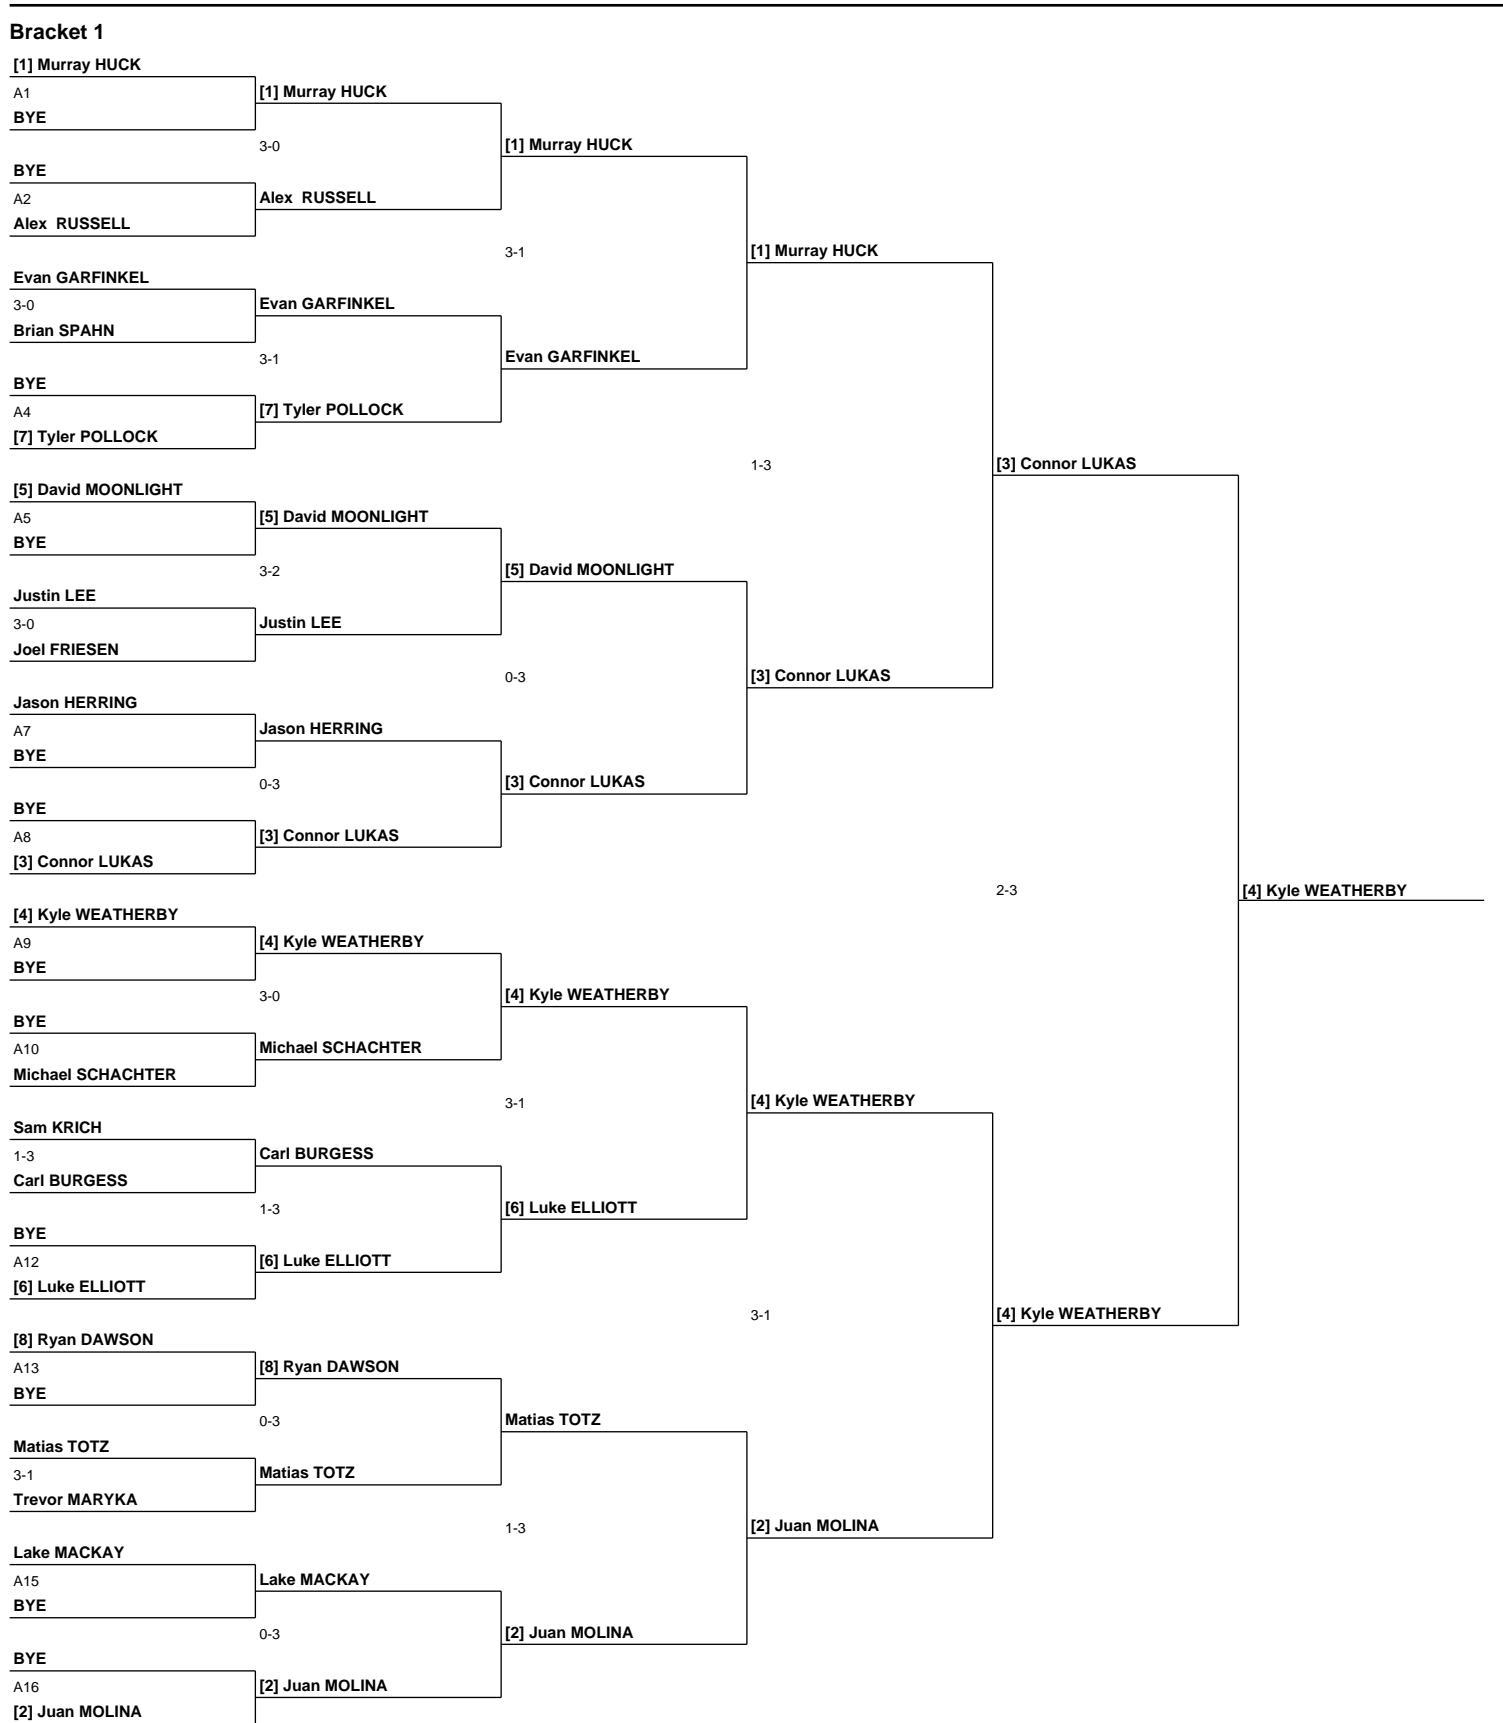 Bracket 1
[1] Murray HUCK
A1
BYE
[1] Murray HUCK
3-0
[1] Murray HUCK
BYE
A2
Alex  RUSSELL
Alex  RUSSELL
3-1
[1] Murray HUCK
Evan GARFINKEL
3-0
Brian SPAHN
Evan GARFINKEL
3-1
Evan GARFINKEL
BYE
A4
[7] Tyler POLLOCK
[7] Tyler POLLOCK
1-3
[3] Connor LUKAS
[5] David MOONLIGHT
A5
BYE
[5] David MOONLIGHT
3-2
[5] David MOONLIGHT
Justin LEE
3-0
Joel FRIESEN
Justin LEE
0-3
[3] Connor LUKAS
Jason HERRING
A7
BYE
Jason HERRING
0-3
[3] Connor LUKAS
BYE
A8
[3] Connor LUKAS
[3] Connor LUKAS
2-3
[4] Kyle WEATHERBY
[4] Kyle WEATHERBY
A9
BYE
[4] Kyle WEATHERBY
3-0
[4] Kyle WEATHERBY
BYE
A10
Michael SCHACHTER
Michael SCHACHTER
3-1
[4] Kyle WEATHERBY
Sam KRICH
1-3
Carl BURGESS
Carl BURGESS
1-3
[6] Luke ELLIOTT
BYE
A12
[6] Luke ELLIOTT
[6] Luke ELLIOTT
3-1
[4] Kyle WEATHERBY
[8] Ryan DAWSON
A13
BYE
[8] Ryan DAWSON
0-3
Matias TOTZ
Matias TOTZ
3-1
Trevor MARYKA
Matias TOTZ
1-3
[2] Juan MOLINA
Lake MACKAY
A15
BYE
Lake MACKAY
0-3
[2] Juan MOLINA
BYE
A16
[2] Juan MOLINA
[2] Juan MOLINA